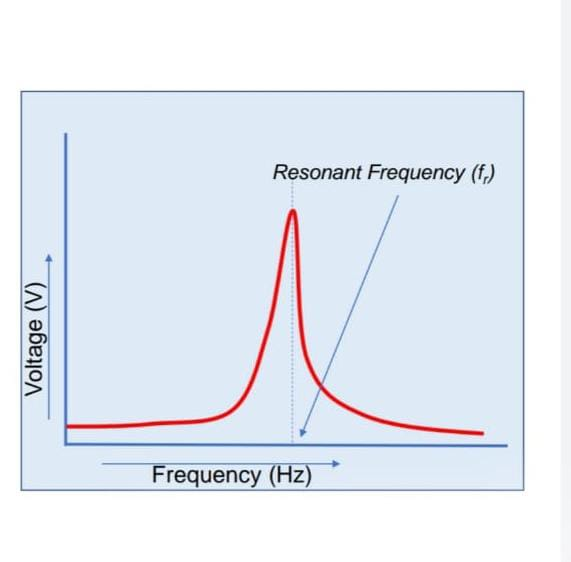 Resonant Frequency (fr)
Voltage (V)
Frequency (Hz)